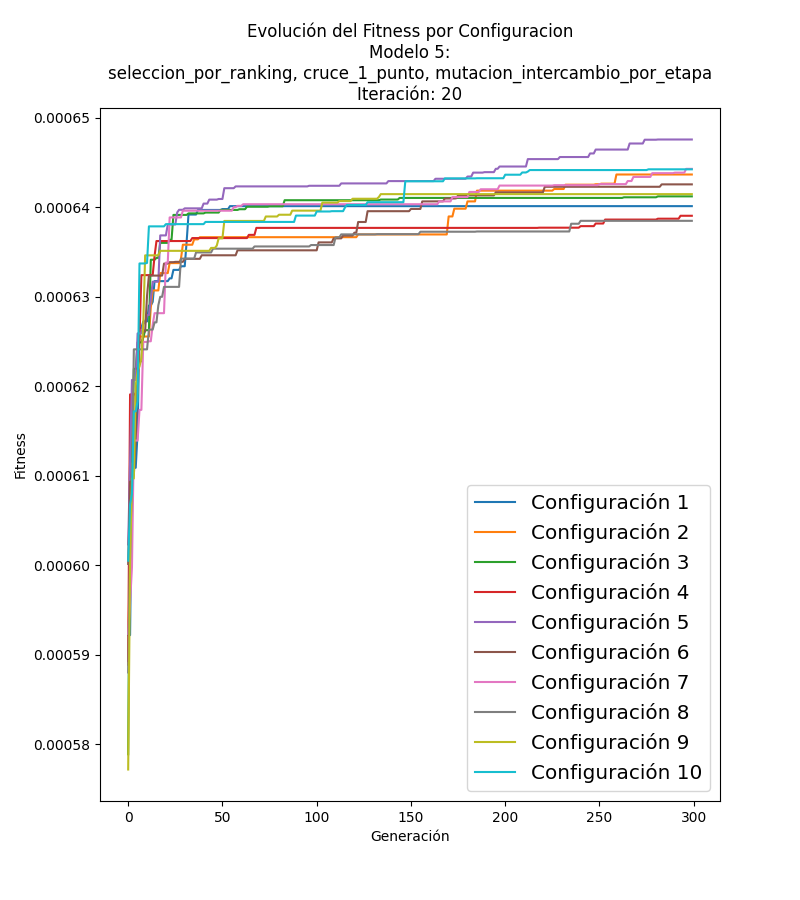 Evolución del Fitness por Configuracion
Modelo 5:
seleccion_por_ranking, cruce_1_punto, mutacion_intercambio_por_etapa
Iteración: 20
0.00065
0.00064
0.00063
0.00062
0.00061
0.00060
0.00059
0.00058
Fitness
Configuración 1
Configuración 2
Configuración 3
Configuración 4
Configuración 5
Configuración 6
Configuración 7
Configuración 8
Configuración 9
Configuración 10
0 50 100 150 200 250 300
Generación